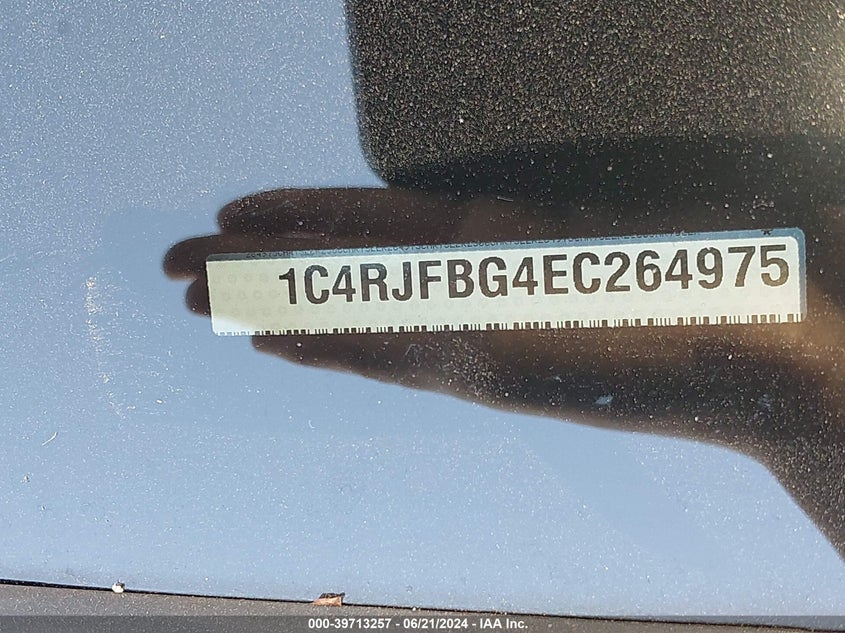 1C4RJFBG4EC264975
000-39713257 - 06/21/2024 - IAA Inc.